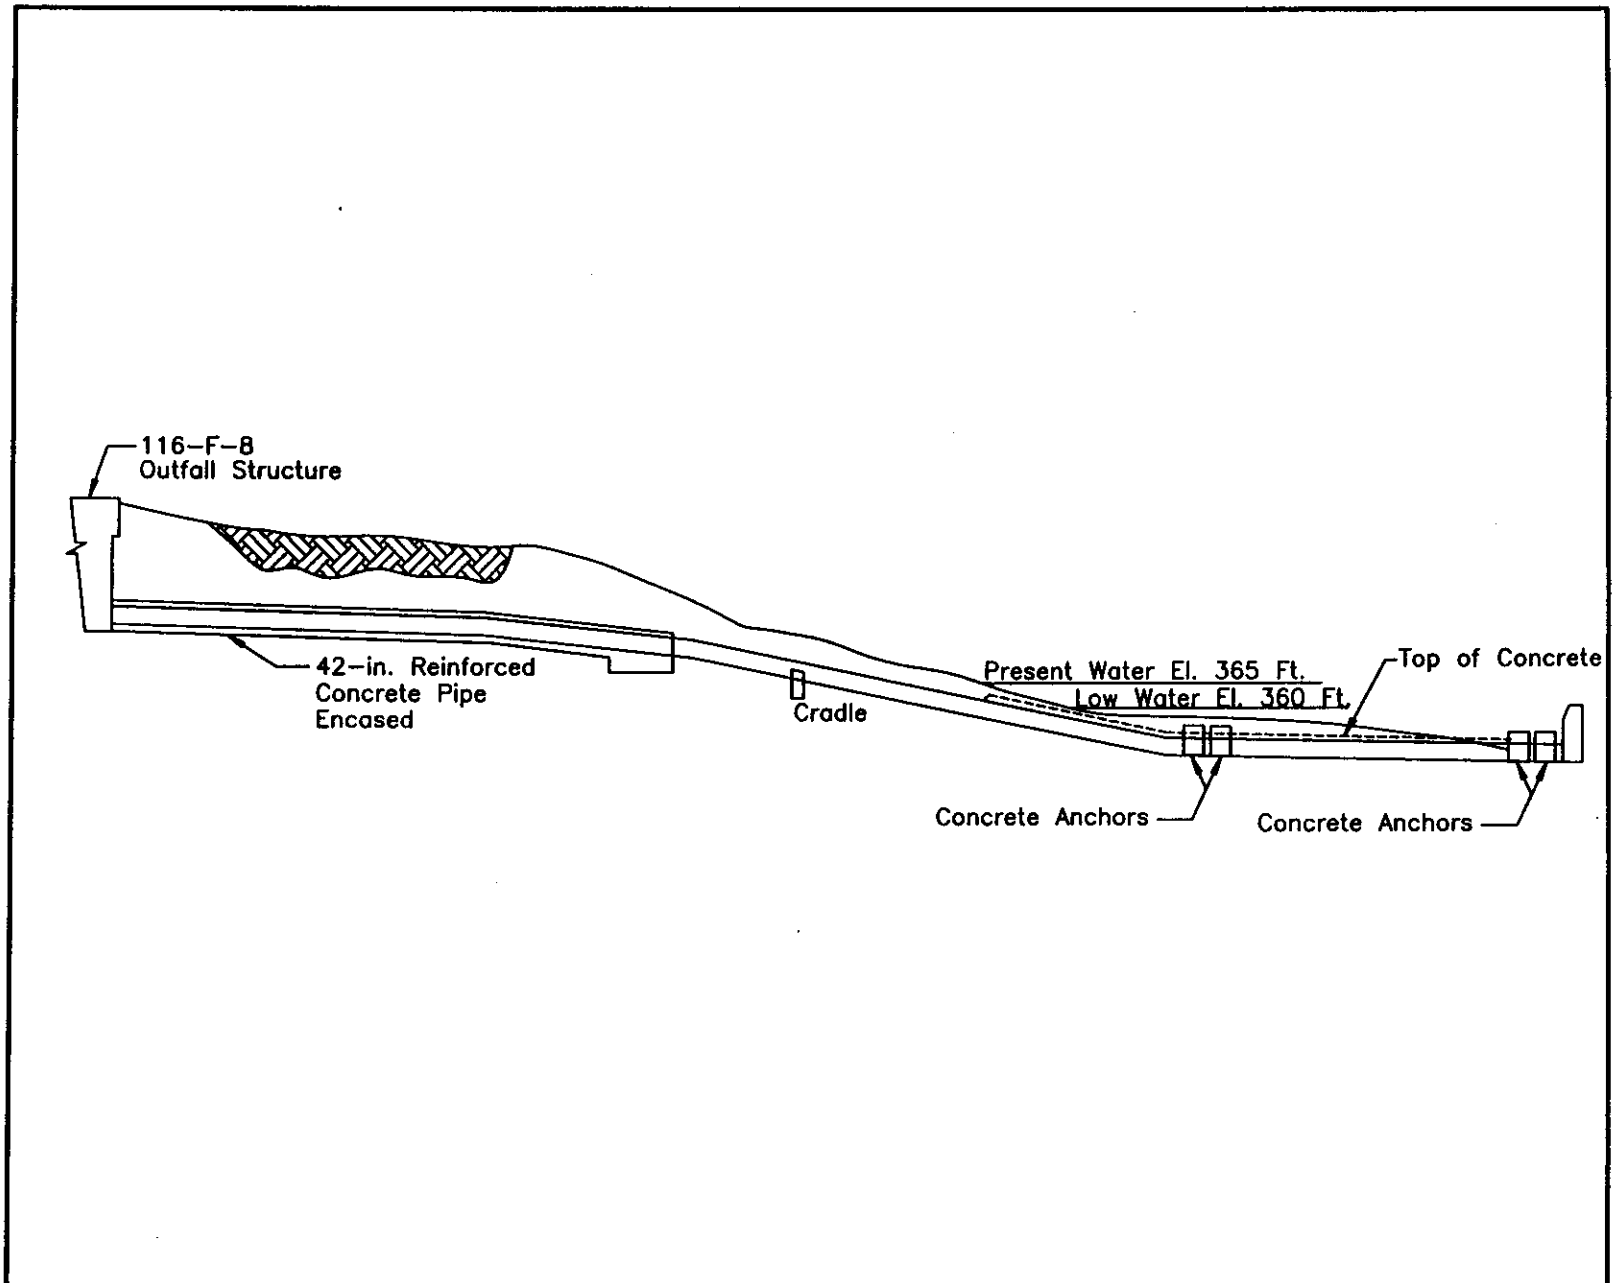 116-F-8
Outfall Structure
42-in. Reinforced
Concrete Pipe
Encased
Cradle
Present Water El. 365 Ft.
Low Water El. 360 Ft.
Top of Concrete
Concrete Anchors
Concrete Anchors